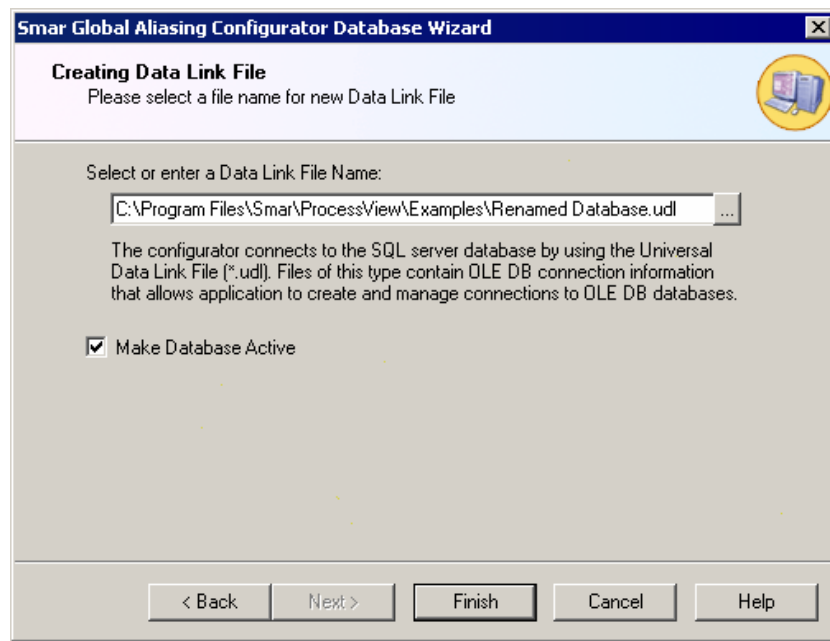 Smar Global Aliasing Configurator Database Wizard
Creating Data Link File
Please select a file name for new Data Link File
Select or enter a Data Link File Name:
C:\Program Files\Smar\ProcessView\Examples\Renamed Database.udl
...
The configurator connects to the SQL server database by using the Universal
Data Link File (*.udl). Files of this type contain OLE DB connection information
that allows application to create and manage connections to OLE DB databases.
Make Database Active
< Back
Next >
Finish
Cancel
Help